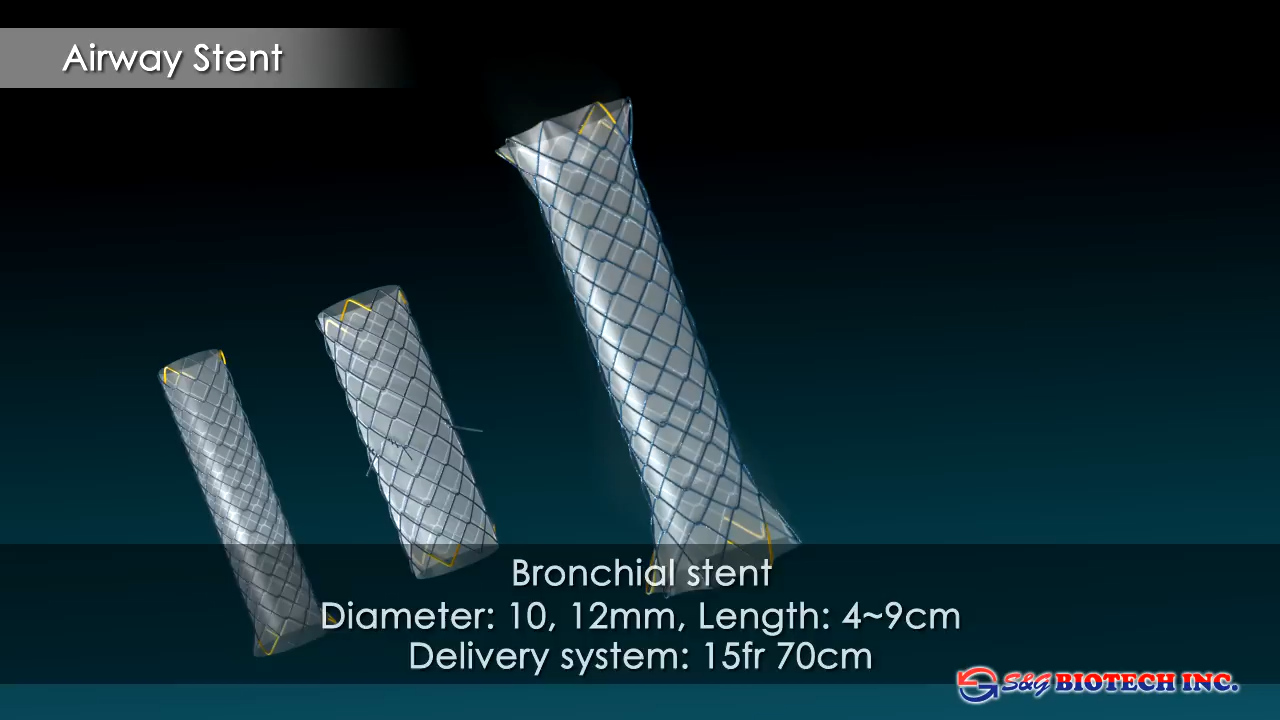 Airway Stent
Bronchial stent
Diameter: 10, 12mm, Length: 4~9cm
Delivery system: 15fr 70cm
S&G BIOTECH INC.